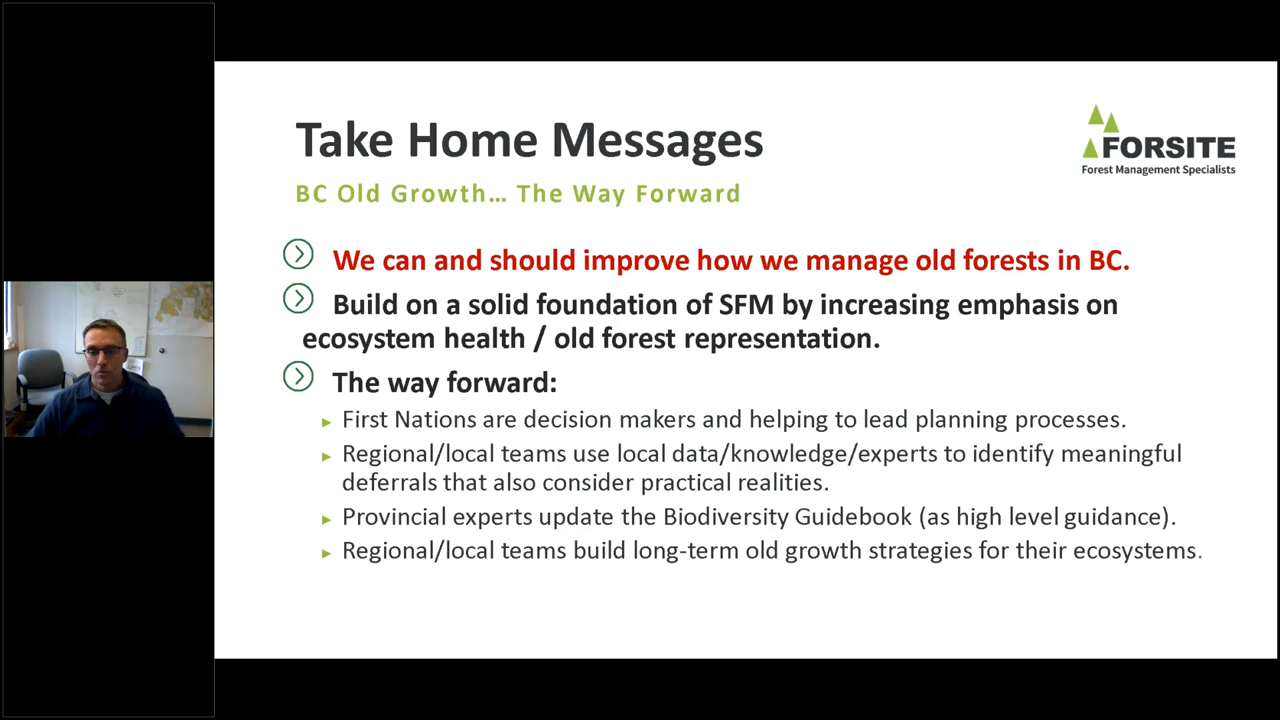 Take Home Messages
BC Old Growth... The Way Forward
FORSITE
Forest Management Specialists
We can and should improve how we manage old forests in BC.
Build on a solid foundation of SFM by increasing emphasis on
ecosystem health / old forest representation.
The way forward:
First Nations are decision makers and helping to lead planning processes.
Regional/local teams use local data/knowledge/experts to identify meaningful
deferrals that also consider practical realities.
Provincial experts update the Biodiversity Guidebook (as high level guidance).
Regional/local teams build long-term old growth strategies for their ecosystems.